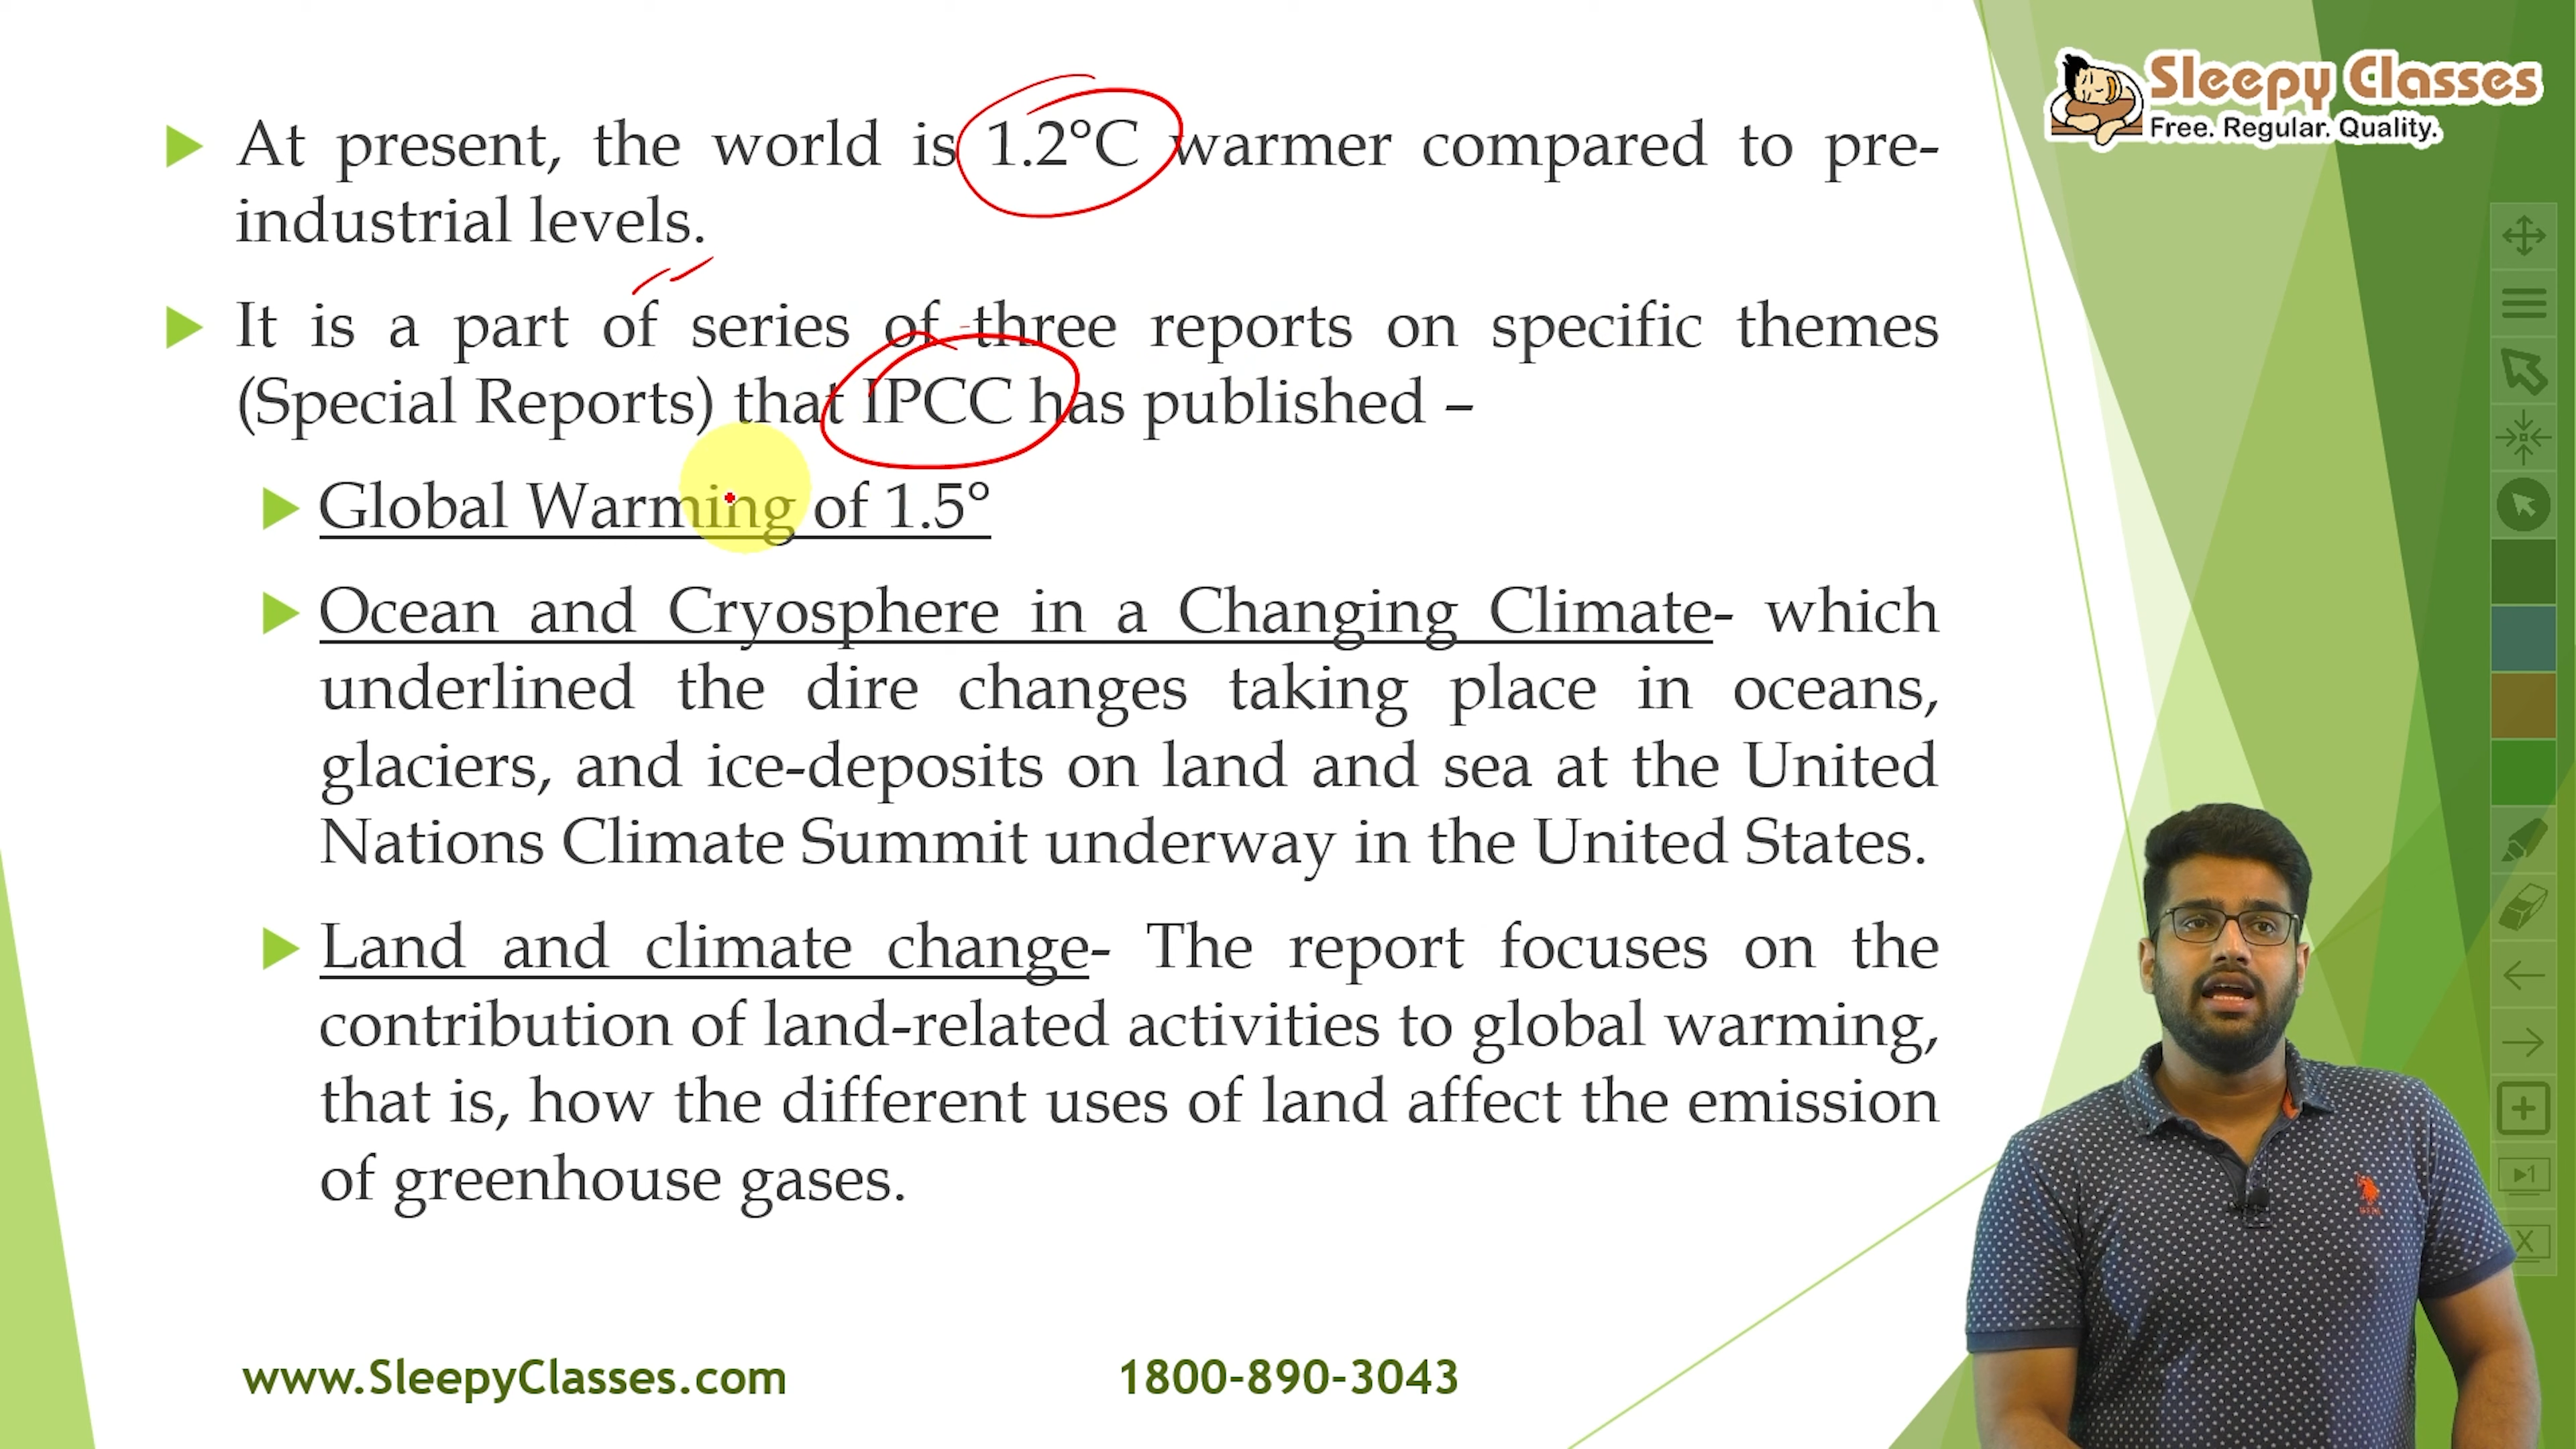 Sleepy Classes
Free. Regular. Quality.
At present, the world is 1.2°C warmer compared to pre-
industrial levels.
It is a part of series of three reports on specific themes
(Special Reports) that IPCC has published –
Global Warming of 1.5°
Ocean and Cryosphere in a Changing Climate- which
underlined the dire changes taking place in oceans,
glaciers, and ice-deposits on land and sea at the United
Nations Climate Summit underway in the United States.
Land and climate change- The report focuses on the
contribution of land-related activities to global warming,
that is, how the different uses of land affect the emission
of greenhouse gases.
www.SleepyClasses.com
1800-890-3043